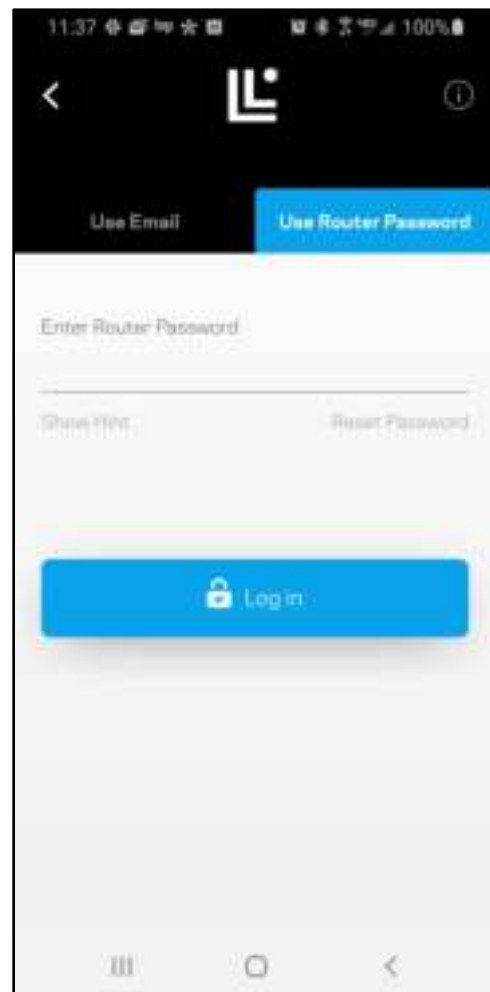 11:37 100%
Use Email Use Router Password
Enter Router Password
Show Hint Reset Password
Log in